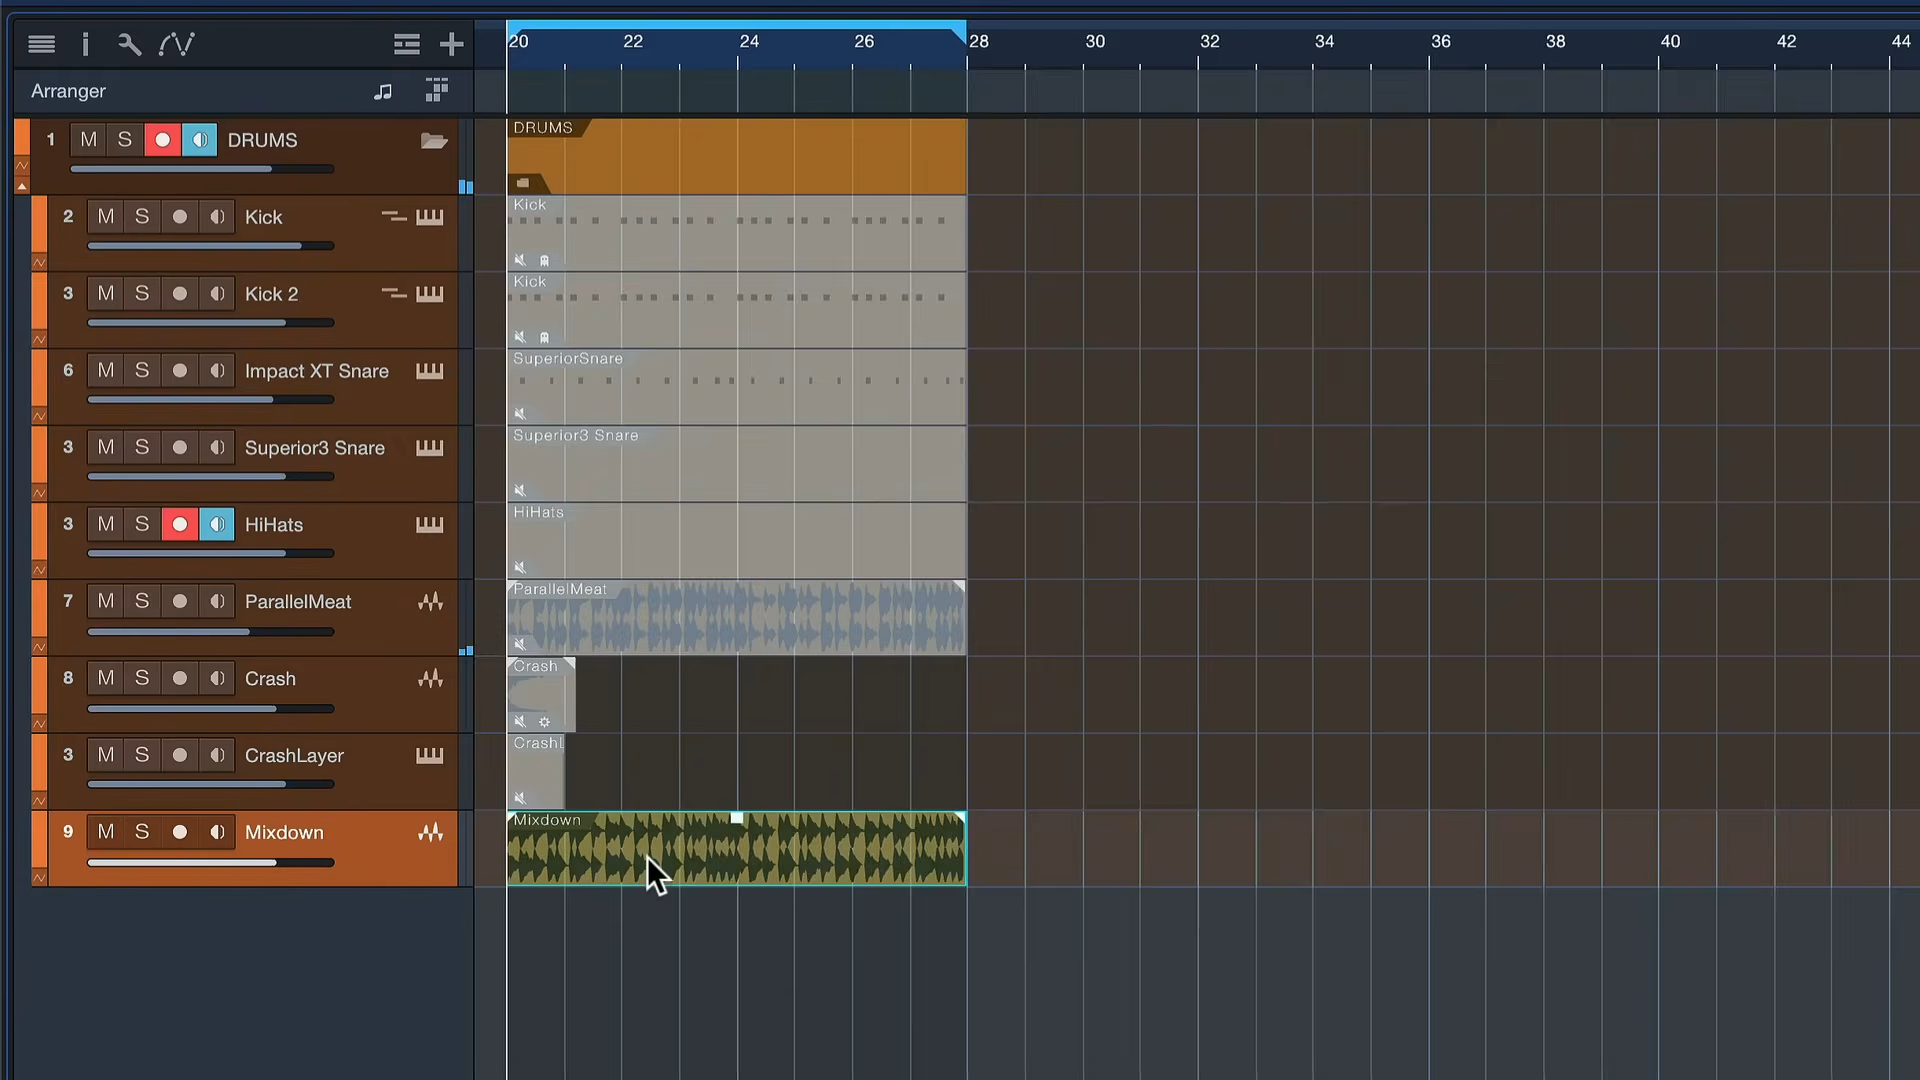 20 22 24 26 28 30 32 34 36 38 40 42 44
Arranger
1 M S DRUMS
DRUMS
2 M S Kick
Kick
3 M S Kick 2
Kick
6 M S Impact XT Snare
SuperiorSnare
3 M S Superior3 Snare
Superior3 Snare
3 M S HiHats
HiHats
7 M S ParallelMeat
ParallelMeat
8 M S Crash
Crash
3 M S CrashLayer
CrashL
9 M S Mixdown
Mixdown